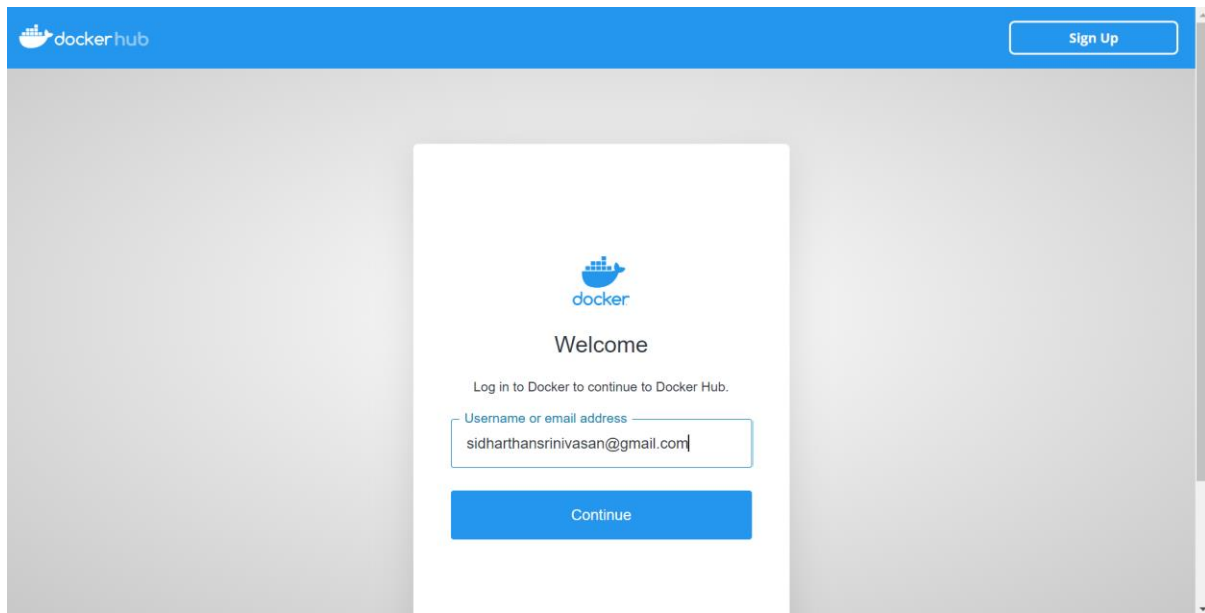 dockerhub
Sign Up
docker
Welcome
Log in to Docker to continue to Docker Hub.
Username or email address
sidharthansrinivasan@gmail.com
Continue